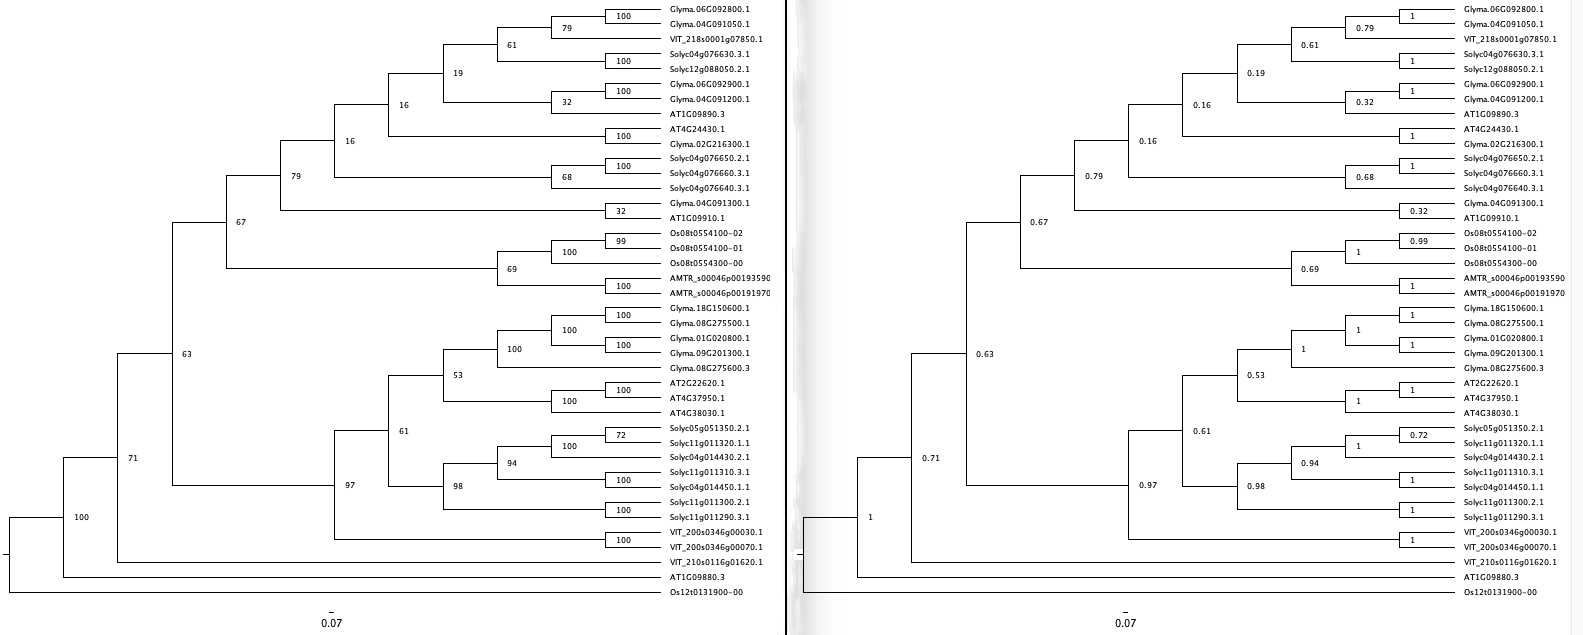 Glyma.06G092800.1
100
Glyma.04G091050.1
79
VIT_218s0001g07850.1
61
Solyc04g076630.3.1
100
Solyc12g088050.2.1
19
Glyma.06G092900.1
100
Glyma.04G091200.1
32
16
AT1G09890.3
AT4G24430.1
100
16
Glyma.02G216300.1
Solyc04g076650.2.1
100
Solyc04g076660.3.1
79
68
Solyc04g076640.3.1
Glyma.04G091300.1
32
67
AT1G09910.1
Os08t0554100-02
99
Os08t0554100-01
100
Os08t0554300-00
69
AMTR_s00046p00193590
100
AMTR_s00046p00191970
Glyma.18G150600.1
100
Glyma.08G275500.1
100
Glyma.01G020800.1
100
100
Glyma.09G201300.1
63
Glyma.08G275600.3
53
AT2G22620.1
100
AT4G37950.1
100
AT4G38030.1
61
Solyc05g051350.2.1
72
Solyc11g011320.1.1
100
Solyc04g014430.2.1
94
71
Solyc11g011310.3.1
100
97
98
Solyc04g014450.1.1
Solyc11g011300.2.1
100
Solyc11g011290.3.1
100
VIT_200s0346g00030.1
100
VIT_200s0346g00070.1
VIT_210s0116g01620.1
AT1G09880.3
Os12t0131900-00
0.07
Glyma.06G092800.1
1
Glyma.04G091050.1
0.79
VIT_218s0001g07850.1
0.61
Solyc04g076630.3.1
1
Solyc12g088050.2.1
0.19
Glyma.06G092900.1
1
Glyma.04G091200.1
0.32
0.16
AT1G09890.3
AT4G24430.1
1
0.16
Glyma.02G216300.1
Solyc04g076650.2.1
1
Solyc04g076660.3.1
0.79
0.68
Solyc04g076640.3.1
Glyma.04G091300.1
0.32
0.67
AT1G09910.1
Os08t0554100-02
0.99
Os08t0554100-01
1
Os08t0554300-00
0.69
AMTR_s00046p00193590
1
AMTR_s00046p00191970
Glyma.18G150600.1
1
Glyma.08G275500.1
1
Glyma.01G020800.1
1
1
Glyma.09G201300.1
0.63
Glyma.08G275600.3
0.53
AT2G22620.1
1
AT4G37950.1
1
AT4G38030.1
0.61
Solyc05g051350.2.1
0.72
Solyc11g011320.1.1
1
Solyc04g014430.2.1
0.94
0.71
Solyc11g011310.3.1
1
0.97
0.98
Solyc04g014450.1.1
Solyc11g011300.2.1
1
Solyc11g011290.3.1
1
VIT_200s0346g00030.1
1
VIT_200s0346g00070.1
VIT_210s0116g01620.1
AT1G09880.3
Os12t0131900-00
0.07